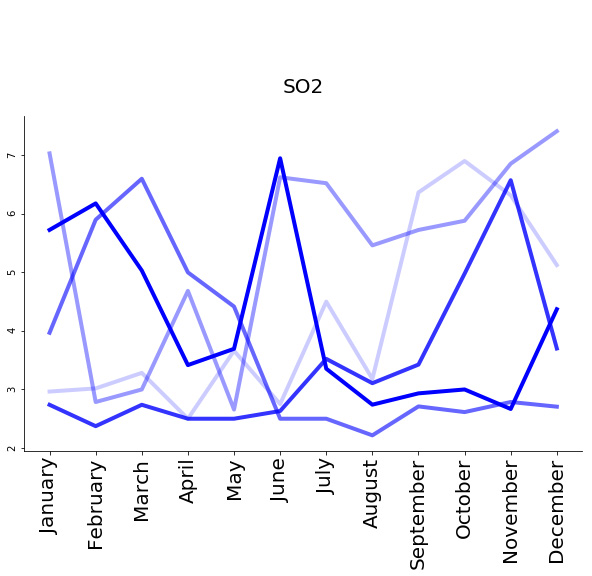 SO2
7
6
5
4
3
2
January
February
March
April
May
June
July
August
September
October
November
December